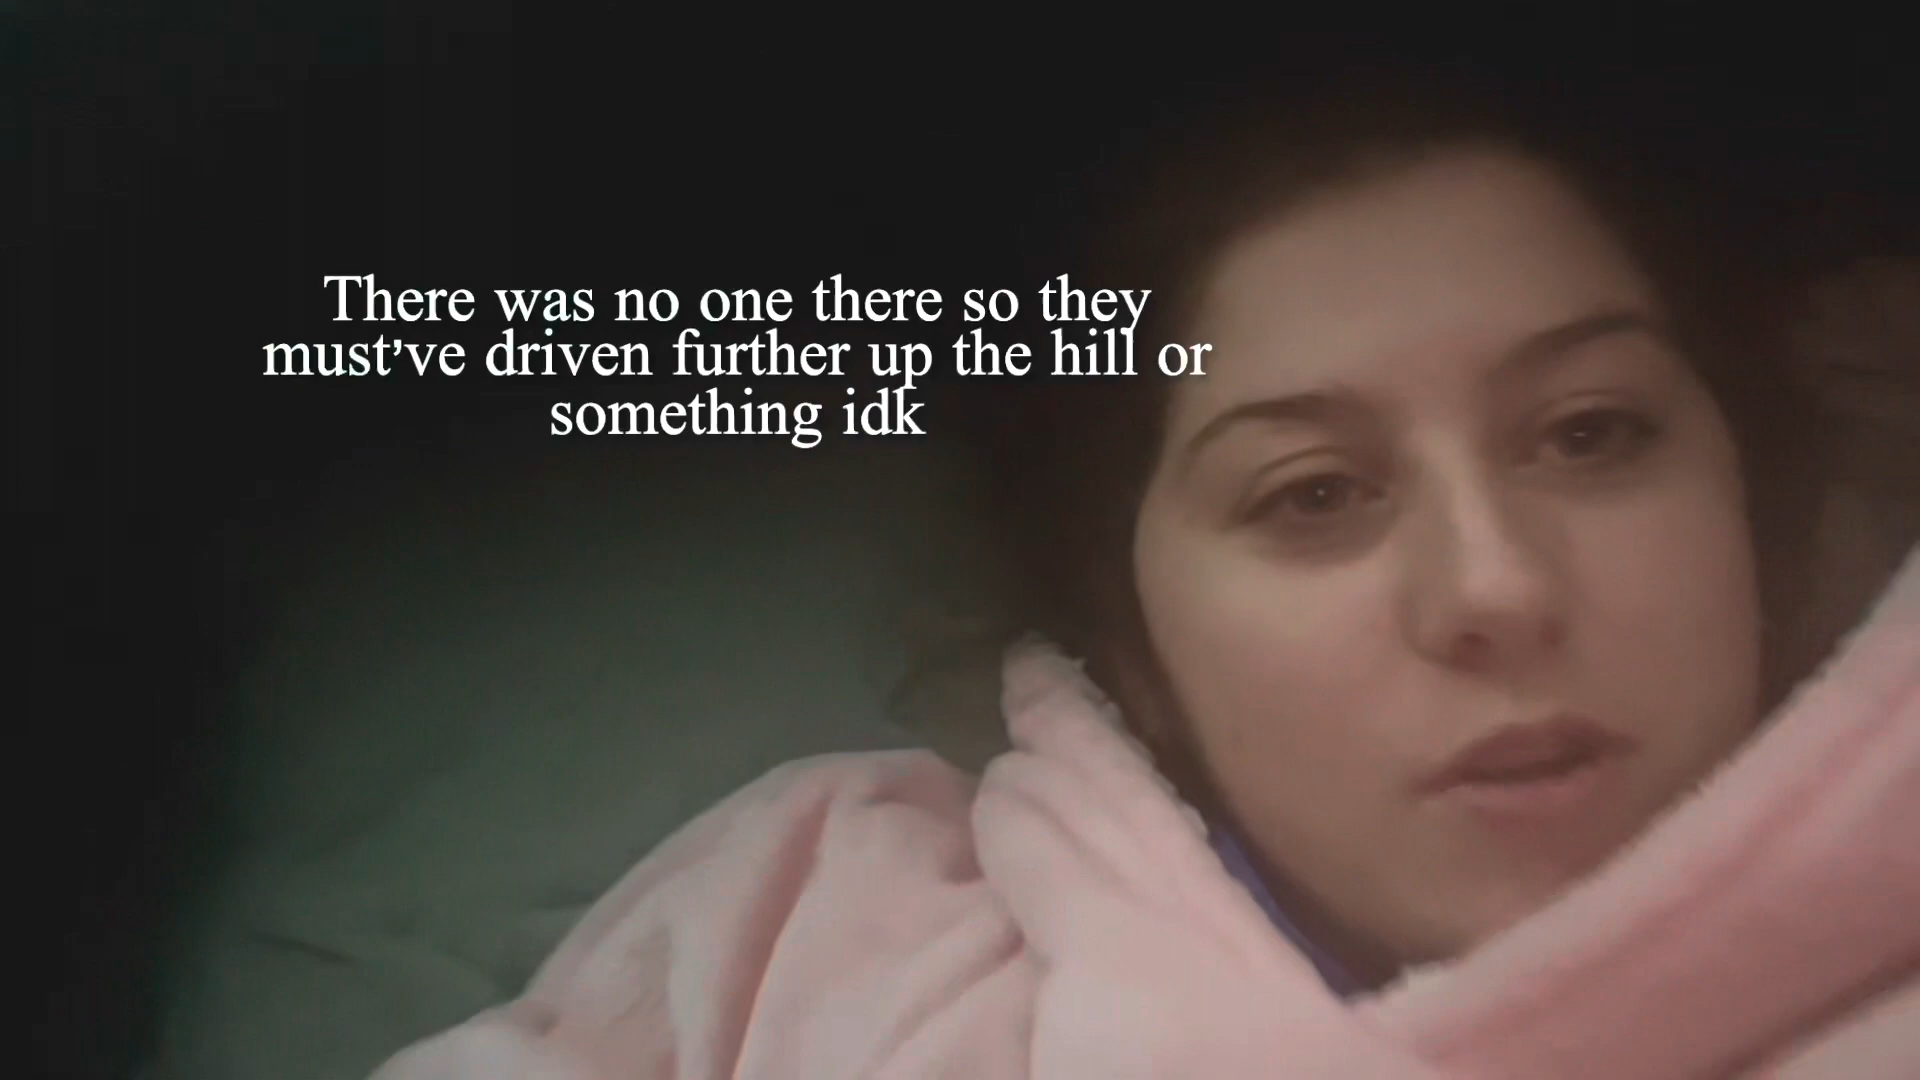 There was no one there so they
must've driven further up the hill or
something idk